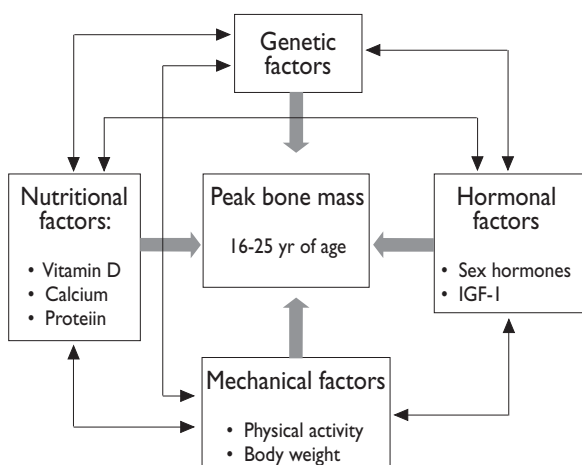 Genetic
factors
Nutritional
factors:
• Vitamin D
• Calcium
• Proteiin
Peak bone mass
16-25 yr of age
Hormonal
factors
• Sex hormones
• IGF-1
Mechanical factors
• Physical activity
• Body weight